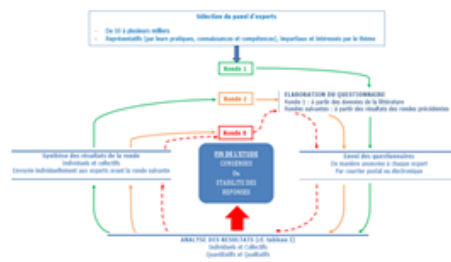 Sélection du panel d'experts
- De 10 à plusieurs milliers
- Représentatifs (par leurs pratiques, connaissances et compétences), impartiaux et intéressés par le thème
Ronde 1
Ronde 2
Ronde X
ELABORATION DU QUESTIONNAIRE
Ronde 1 : à partir des données de la littérature
Rondes suivantes : à partir des résultats des rondes précédentes
Synthèse des résultats de la ronde
Individuels et collectifs
Envoyée individuellement aux experts avant la ronde suivante
FIN DE L'ETUDE
CONSENSUS
Ou
STABILITE DES
REPONSES
Envoi des questionnaires
De manière anonyme à chaque expert
Par courrier postal ou électronique
ANALYSE DES RESULTATS (cf. tableau I)
Individuels et Collectifs
Quantitatifs et Qualitatifs